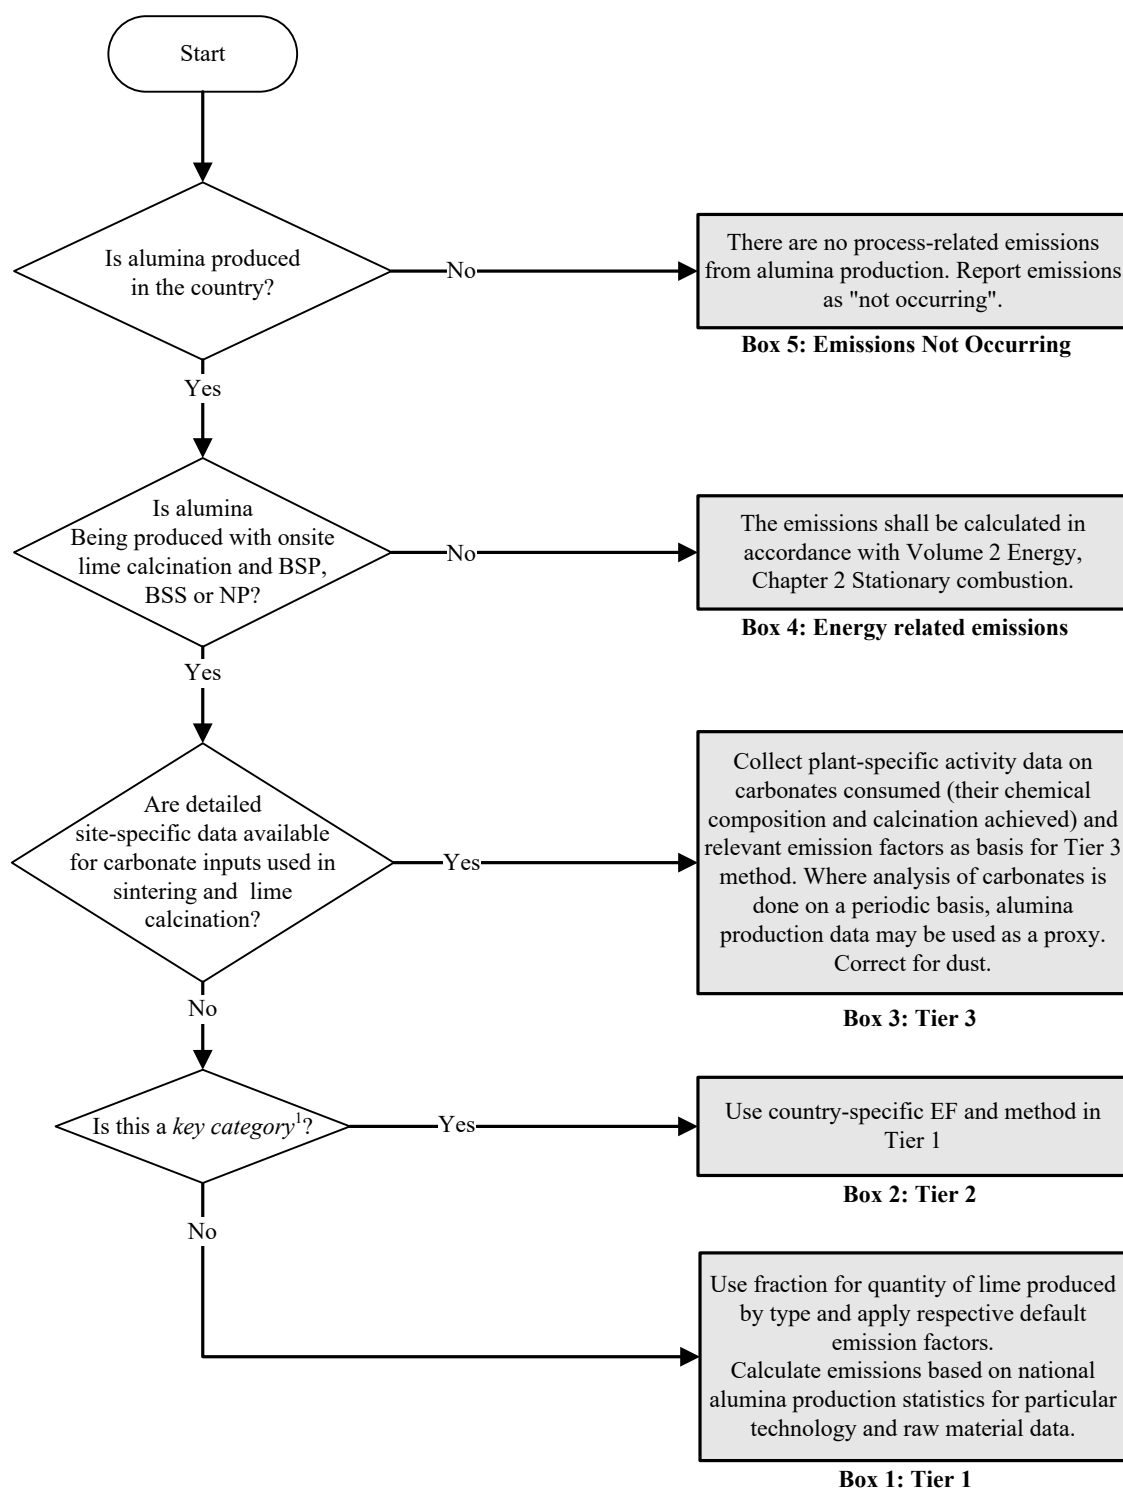 Start
Is alumina produced
in the country?
No
There are no process-related emissions
from alumina production. Report emissions
as "not occurring".
Box 5: Emissions Not Occurring
Yes
Is alumina
Being produced with onsite
lime calcination and BSP,
BSS or NP?
No
The emissions shall be calculated in
accordance with Volume 2 Energy,
Chapter 2 Stationary combustion.
Box 4: Energy related emissions
Yes
Are detailed
site-specific data available
for carbonate inputs used in
sintering and lime
calcination?
Yes
Collect plant-specific activity data on
carbonates consumed (their chemical
composition and calcination achieved) and
relevant emission factors as basis for Tier 3
method. Where analysis of carbonates is
done on a periodic basis, alumina
production data may be used as a proxy.
Correct for dust.
Box 3: Tier 3
No
Is this a key category¹?
Yes
Use country-specific EF and method in
Tier 1
Box 2: Tier 2
No
Use fraction for quantity of lime produced
by type and apply respective default
emission factors.
Calculate emissions based on national
alumina production statistics for particular
technology and raw material data.
Box 1: Tier 1